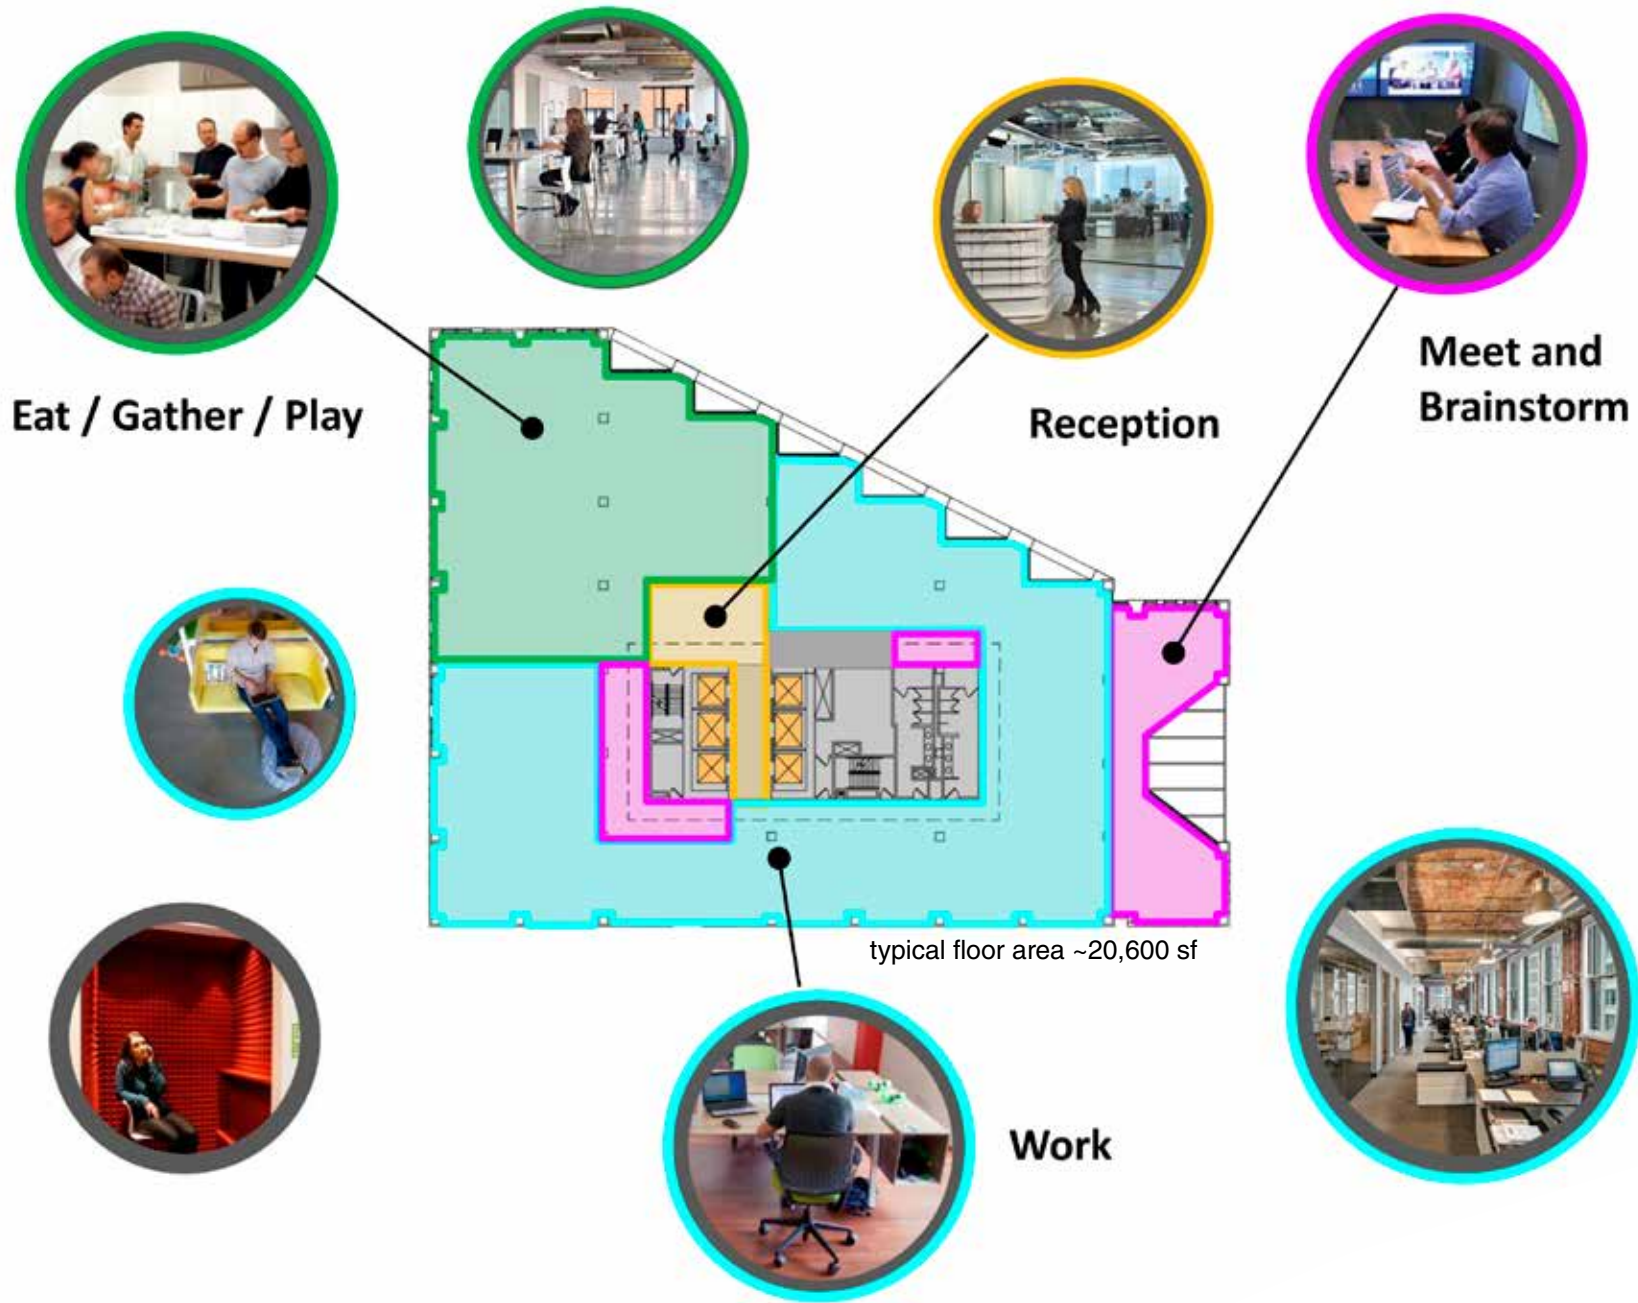 Eat / Gather / Play
Reception
Meet and
Brainstorm
typical floor area ~20,600 sf
Work